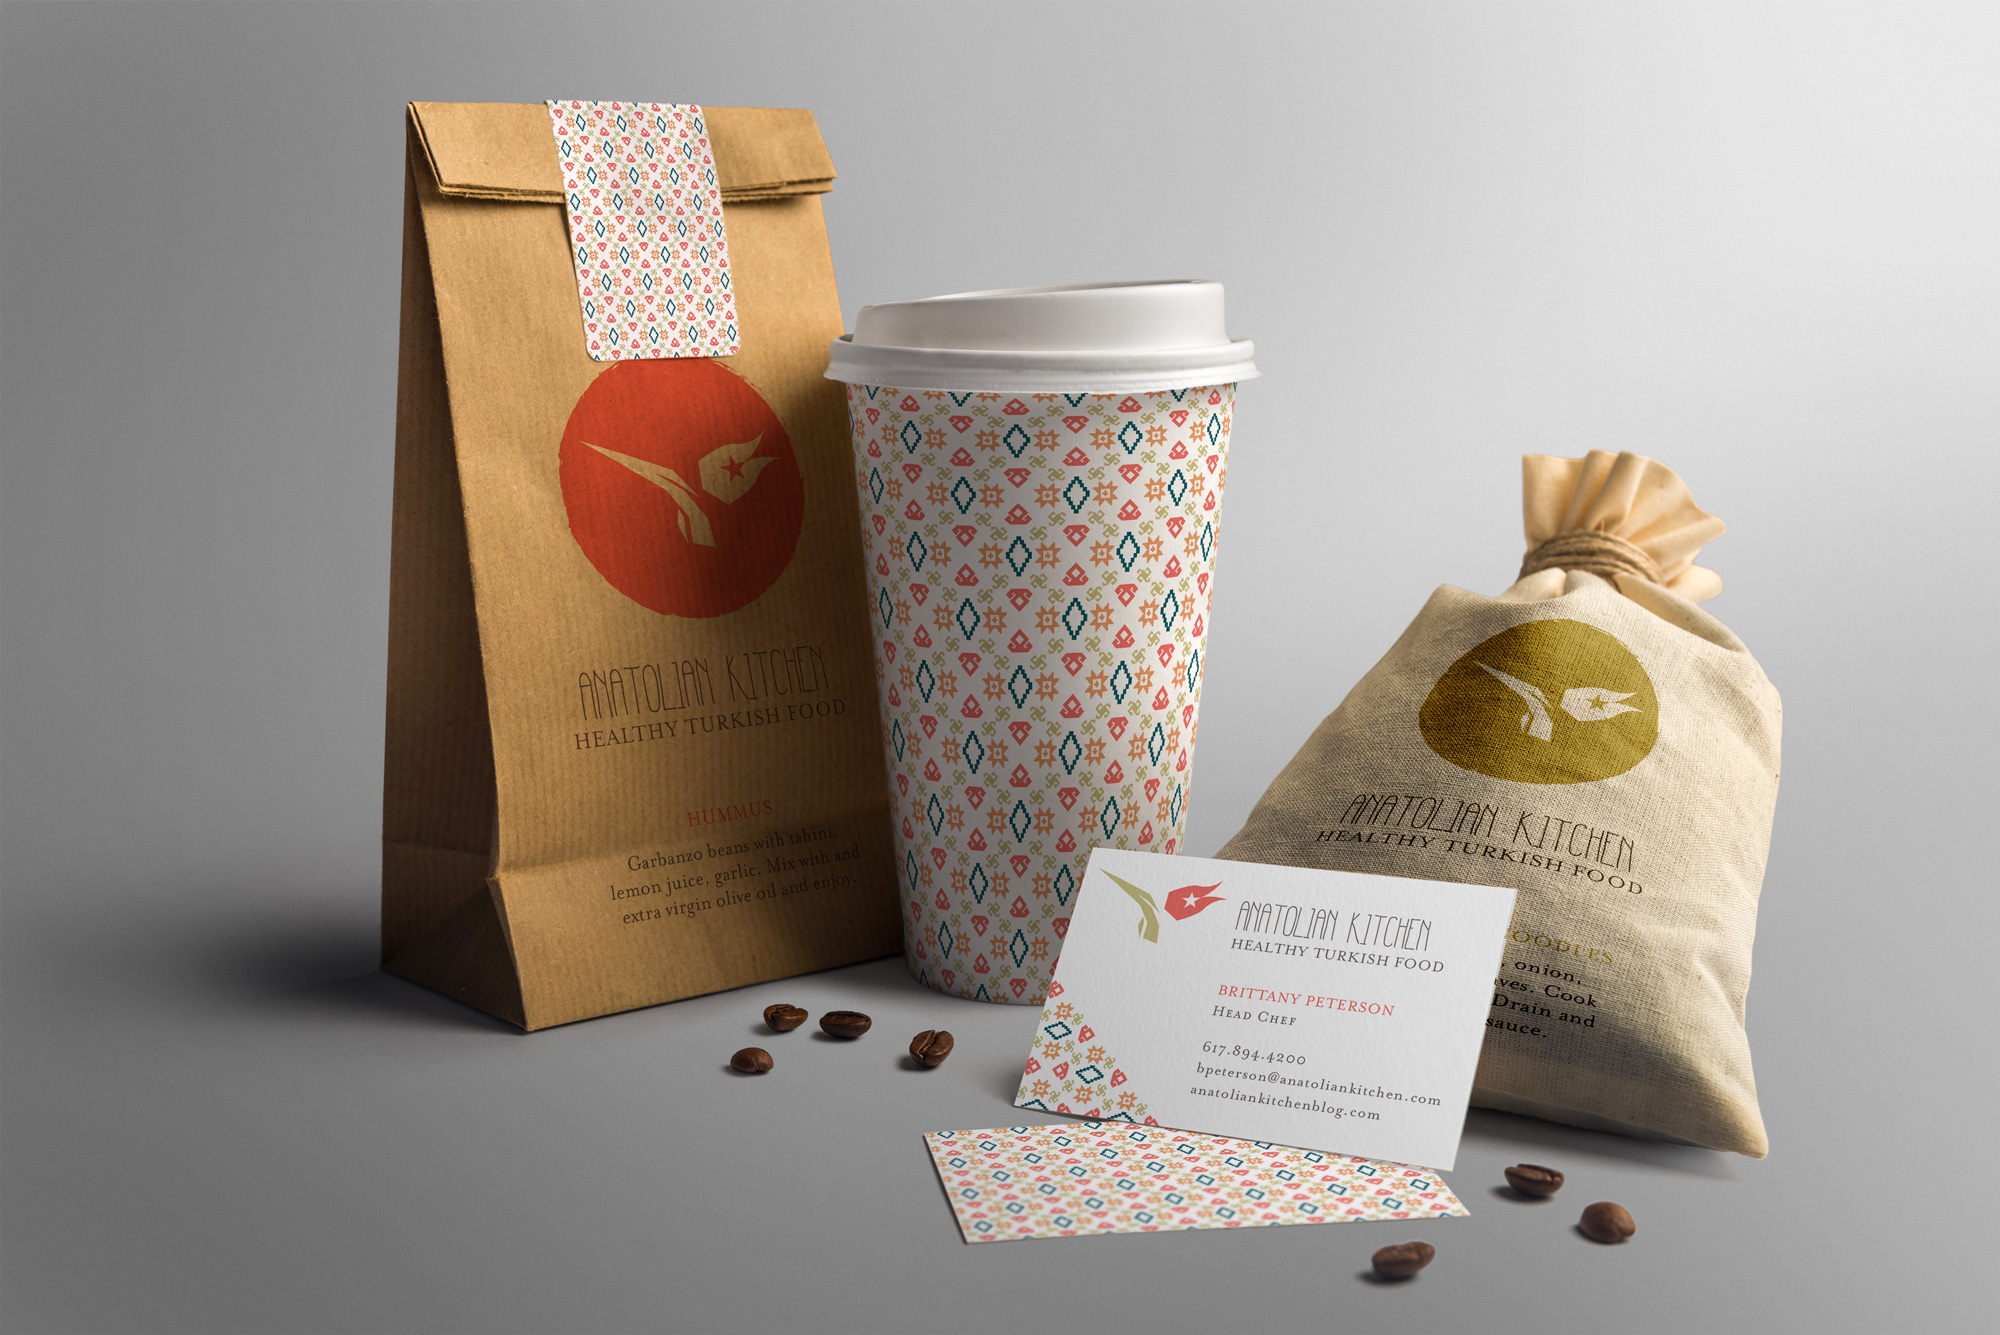 ANATOLIAN KITCHEN
HEALTHY TURKISH FOOD
HUMMUS
Garbanzo beans with tahini,
lemon juice, garlic. Mix with and
extra virgin olive oil and enjoy.
ANATOLIAN KITCHEN
HEALTHY TURKISH FOOD
BRITTANY PETERSON
HEAD CHEF
617.894.4200
bpeterson@anatoliankitchen.com
anatoliankitchenblog.com
ANATOLIAN KITCHEN
HEALTHY TURKISH FOOD
onion,
Cook
Drain and
sauce.